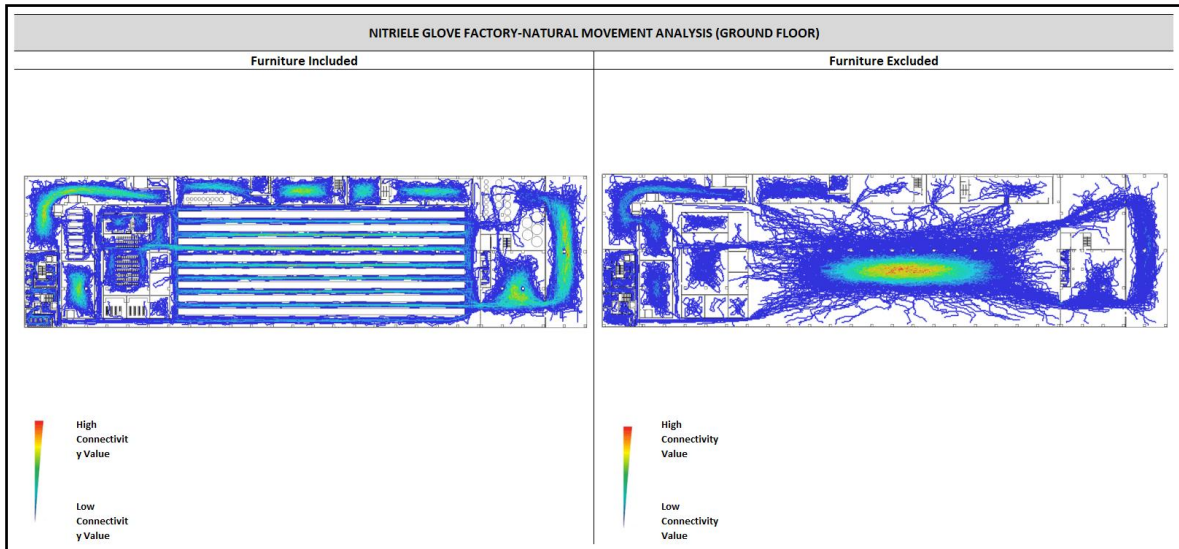 NITRIELE GLOVE FACTORY-NATURAL MOVEMENT ANALYSIS (GROUND FLOOR)
Furniture Included
Furniture Excluded
High
Connectivit
y Value
Low
Connectivit
y Value
High
Connectivity
Value
Low
Connectivity
Value